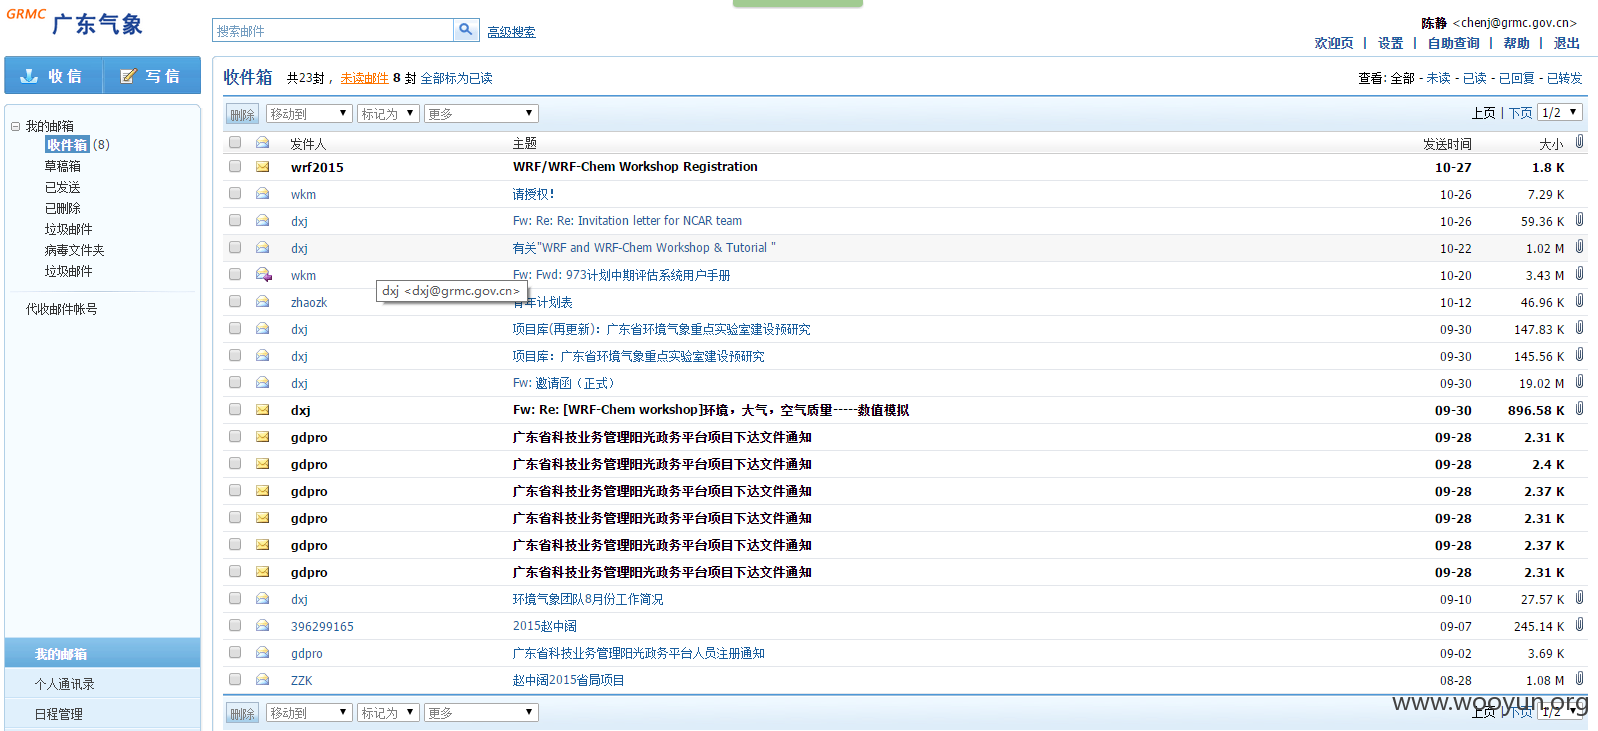 GRMC 广东气象
搜索邮件 高级搜索
陈静 <chenj@grmc.gov.cn>
欢迎页 | 设置 | 自助查询 | 帮助 | 退出
收信 写信
收件箱 共23封，未读邮件 8 封 全部标为已读
查看: 全部 - 未读 - 已读 - 已回复 - 已转发
我的邮箱
收件箱 (8)
草稿箱
已发送
已删除
垃圾邮件
病毒文件夹
垃圾邮件
代收邮件帐号
我的邮箱
个人通讯录
日程管理
删除 移动到 标记为 更多 上页 | 下页 1/2
发件人 主题 发送时间 大小
wrf2015 WRF/WRF-Chem Workshop Registration 10-27 1.8 K
wkm 请授权！ 10-26 7.29 K
dxj Fw: Re: Re: Invitation letter for NCAR team 10-26 59.36 K
dxj 有关"WRF and WRF-Chem Workshop & Tutorial " 10-22 1.02 M
wkm Fw: Fwd: 973计划中期评估系统用户手册 10-20 3.43 M
dxj <dxj@grmc.gov.cn>
zhaozk 青年计划表 10-12 46.96 K
dxj 项目库(再更新)：广东省环境气象重点实验室建设预研究 09-30 147.83 K
dxj 项目库：广东省环境气象重点实验室建设预研究 09-30 145.56 K
dxj Fw: 邀请函（正式） 09-30 19.02 M
dxj Fw: Re: [WRF-Chem workshop]环境，大气，空气质量-----数值模拟 09-30 896.58 K
gdpro 广东省科技业务管理阳光政务平台项目下达文件通知 09-28 2.31 K
gdpro 广东省科技业务管理阳光政务平台项目下达文件通知 09-28 2.4 K
gdpro 广东省科技业务管理阳光政务平台项目下达文件通知 09-28 2.37 K
gdpro 广东省科技业务管理阳光政务平台项目下达文件通知 09-28 2.31 K
gdpro 广东省科技业务管理阳光政务平台项目下达文件通知 09-28 2.37 K
gdpro 广东省科技业务管理阳光政务平台项目下达文件通知 09-28 2.31 K
dxj 环境气象团队8月份工作简况 09-10 27.57 K
396299165 2015赵中阔 09-07 245.14 K
gdpro 广东省科技业务管理阳光政务平台人员注册通知 09-02 3.69 K
ZZK 赵中阔2015省局项目 08-28 1.08 M
删除 移动到 标记为 更多 上页 | 下页 1/2
www.wooyun.org